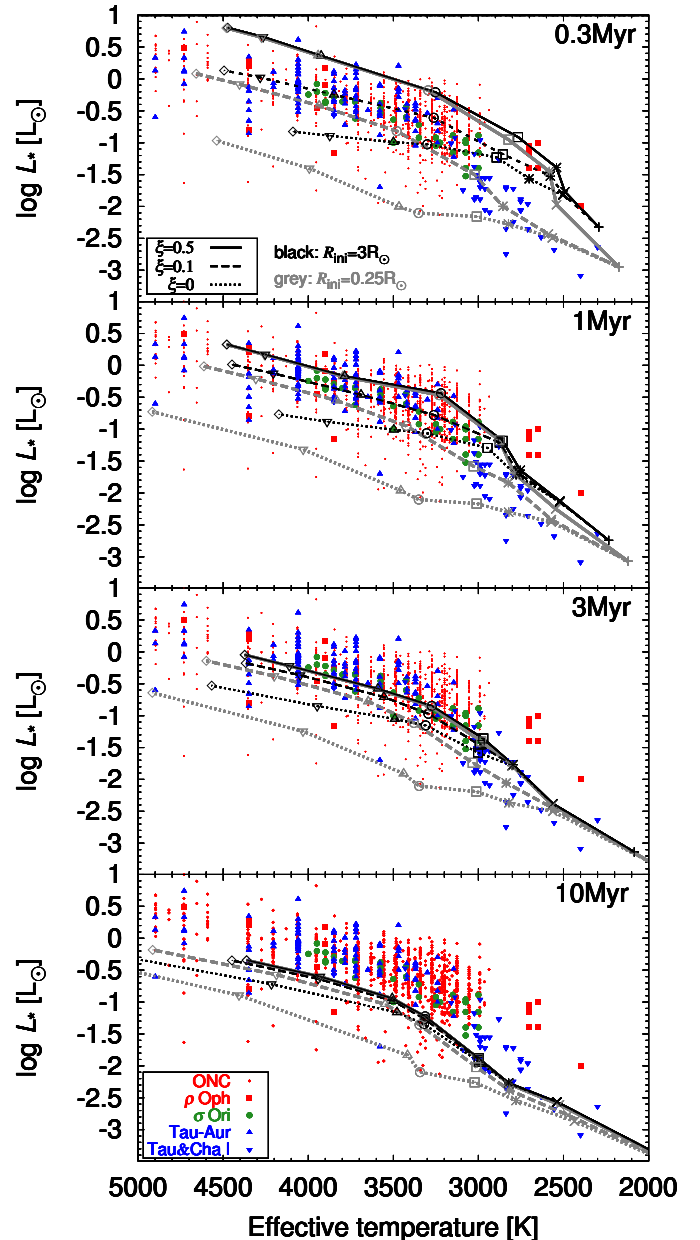 1
0.3Myr
0.5
0
-0.5
-1
-1.5
-2
-2.5
-3
log L* [L⊙]
ξ=0.5
ξ=0.1
ξ=0
black: Rini=3R⊙
grey: Rini=0.25R⊙
1
1Myr
0.5
0
-0.5
-1
-1.5
-2
-2.5
-3
log L* [L⊙]
1
3Myr
0.5
0
-0.5
-1
-1.5
-2
-2.5
-3
log L* [L⊙]
1
10Myr
0.5
0
-0.5
-1
-1.5
-2
-2.5
-3
log L* [L⊙]
ONC
ρ Oph
σ Ori
Tau-Aur
Tau&Cha I
5000 4500 4000 3500 3000 2500 2000
Effective temperature [K]